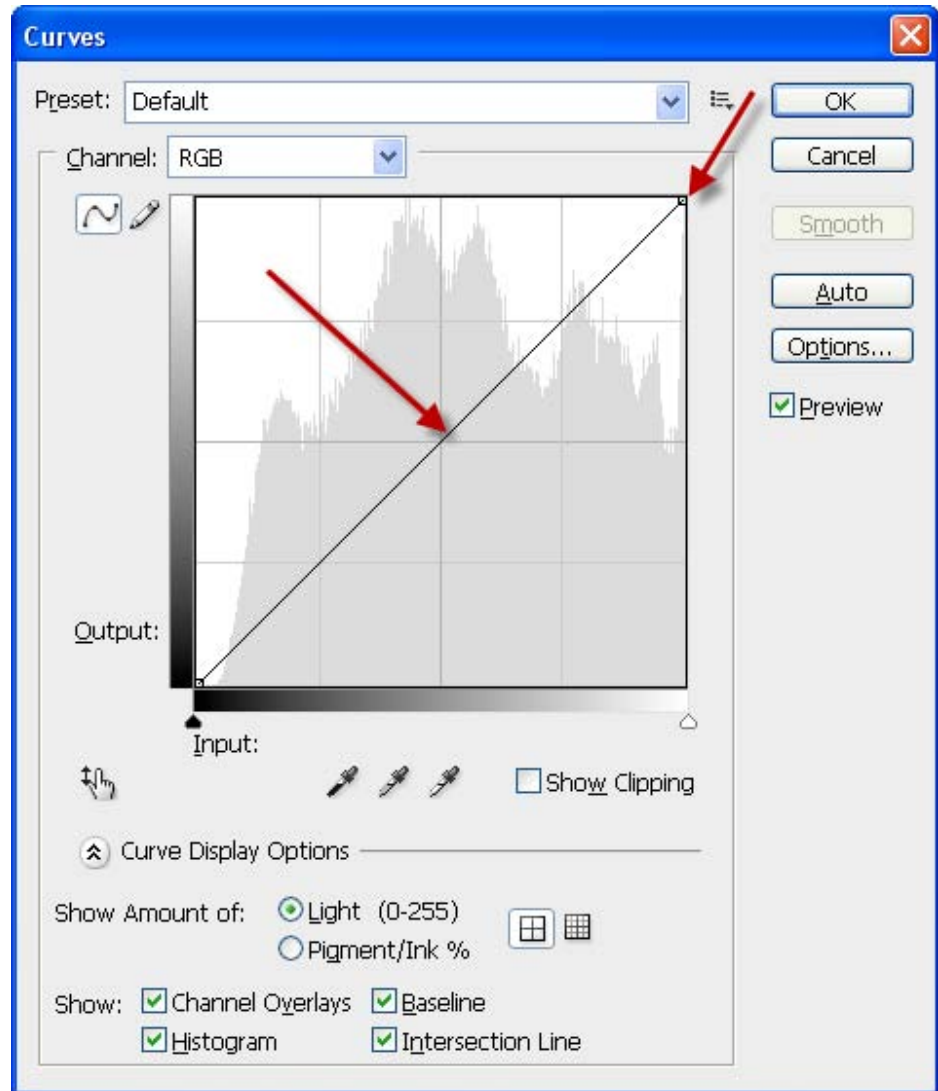 Curves
Preset: Default
OK
Channel: RGB
Cancel
Smooth
Auto
Options...
Preview
Output:
Input:
Show Clipping
Curve Display Options
Show Amount of: Light (0-255)
Pigment/Ink %
Show: Channel Overlays Baseline
Histogram Intersection Line